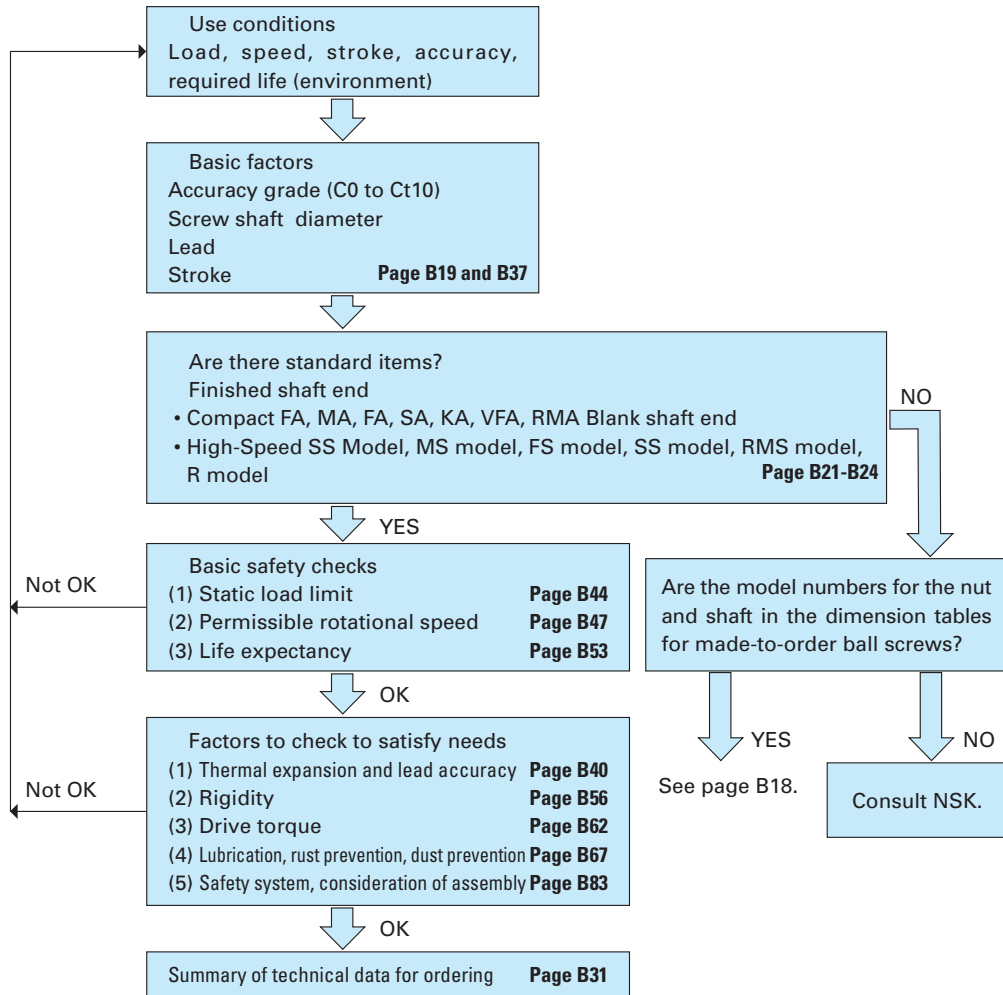 Use conditions
Load, speed, stroke, accuracy,
required life (environment)
Basic factors
Accuracy grade (C0 to Ct10)
Screw shaft diameter
Lead
Stroke Page B19 and B37
Are there standard items?
Finished shaft end
• Compact FA, MA, FA, SA, KA, VFA, RMA Blank shaft end
• High-Speed SS Model, MS model, FS model, SS model, RMS model,
R model Page B21-B24
NO
YES
Basic safety checks
(1) Static load limit Page B44
(2) Permissible rotational speed Page B47
(3) Life expectancy Page B53
Not OK
OK
Are the model numbers for the nut
and shaft in the dimension tables
for made-to-order ball screws?
YES
See page B18.
NO
Consult NSK.
Factors to check to satisfy needs
(1) Thermal expansion and lead accuracy Page B40
(2) Rigidity Page B56
(3) Drive torque Page B62
(4) Lubrication, rust prevention, dust prevention Page B67
(5) Safety system, consideration of assembly Page B83
Not OK
OK
Summary of technical data for ordering Page B31